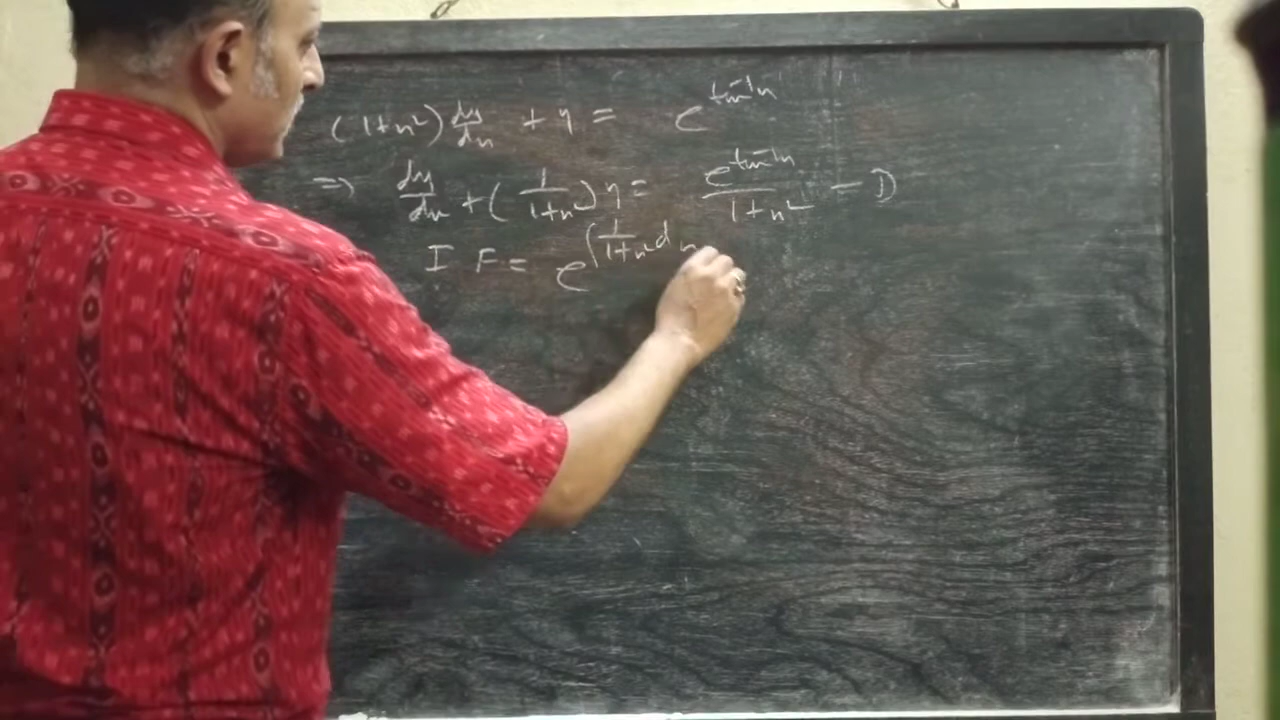 (1+x²) dy/dx + y = e^(tan⁻¹x)
⇒ dy/dx + (1/(1+x²)) y = e^(tan⁻¹x)/(1+x²) — ①
I F = e^(∫ 1/(1+x²) dx)